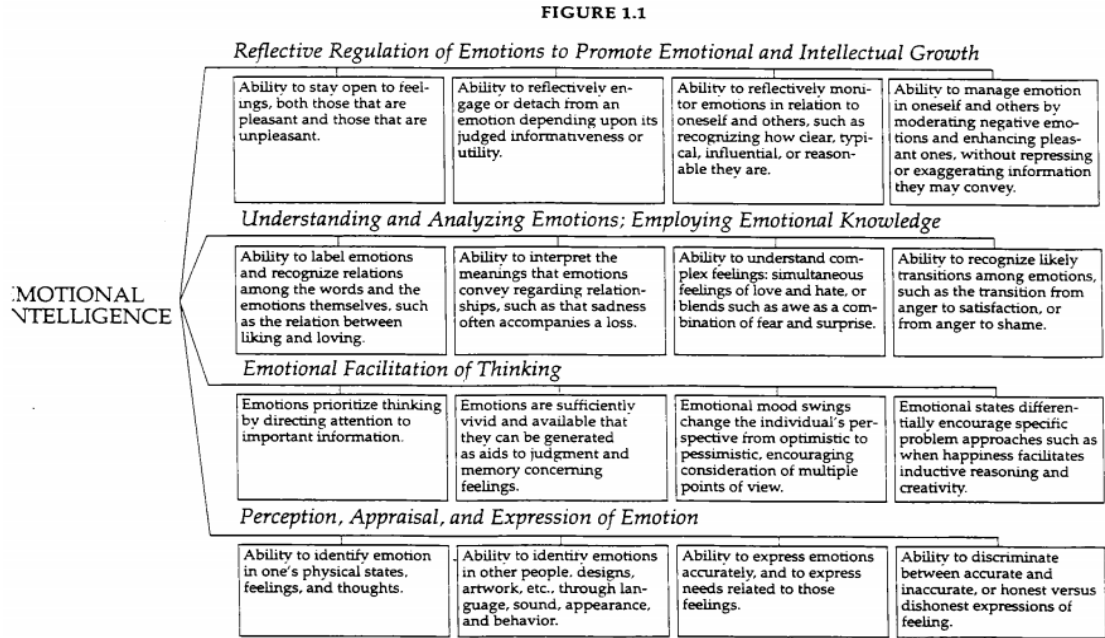 FIGURE 1.1
Reflective Regulation of Emotions to Promote Emotional and Intellectual Growth
Ability to stay open to feel-
ings, both those that are
pleasant and those that are
unpleasant.
Ability to reflectively en-
gage or detach from an
emotion depending upon its
judged informativeness or
utility.
Ability to reflectively moni-
tor emotions in relation to
oneself and others, such as
recognizing how clear, typi-
cal, influential, or reason-
able they are.
Ability to manage emotion
in oneself and others by
moderating negative emo-
tions and enhancing pleas-
ant ones, without repressing
or exaggerating information
they may convey.
Understanding and Analyzing Emotions; Employing Emotional Knowledge
Ability to label emotions
and recognize relations
among the words and the
emotions themselves, such
as the relation between
liking and loving.
Ability to interpret the
meanings that emotions
convey regarding relation-
ships, such as that sadness
often accompanies a loss.
Ability to understand com-
plex feelings: simultaneous
feelings of love and hate, or
blends such as awe as a com-
bination of fear and surprise.
Ability to recognize likely
transitions among emotions,
such as the transition from
anger to satisfaction, or
from anger to shame.
MOTIONAL
NTELLIGENCE
Emotional Facilitation of Thinking
Emotions prioritize thinking
by directing attention to
important information.
Emotions are sufficiently
vivid and available that
they can be generated
as aids to judgment and
memory concerning
feelings.
Emotional mood swings
change the individual's per-
spective from optimistic to
pessimistic, encouraging
consideration of multiple
points of view.
Emotional states differen-
tially encourage specific
problem approaches such as
when happiness facilitates
inductive reasoning and
creativity.
Perception, Appraisal, and Expression of Emotion
Ability to identify emotion
in one's physical states,
feelings, and thoughts.
Ability to identify emotions
in other people, designs,
artwork, etc., through lan-
guage, sound, appearance,
and behavior.
Ability to express emotions
accurately, and to express
needs related to those
feelings.
Ability to discriminate
between accurate and
inaccurate, or honest versus
dishonest expressions of
feeling.